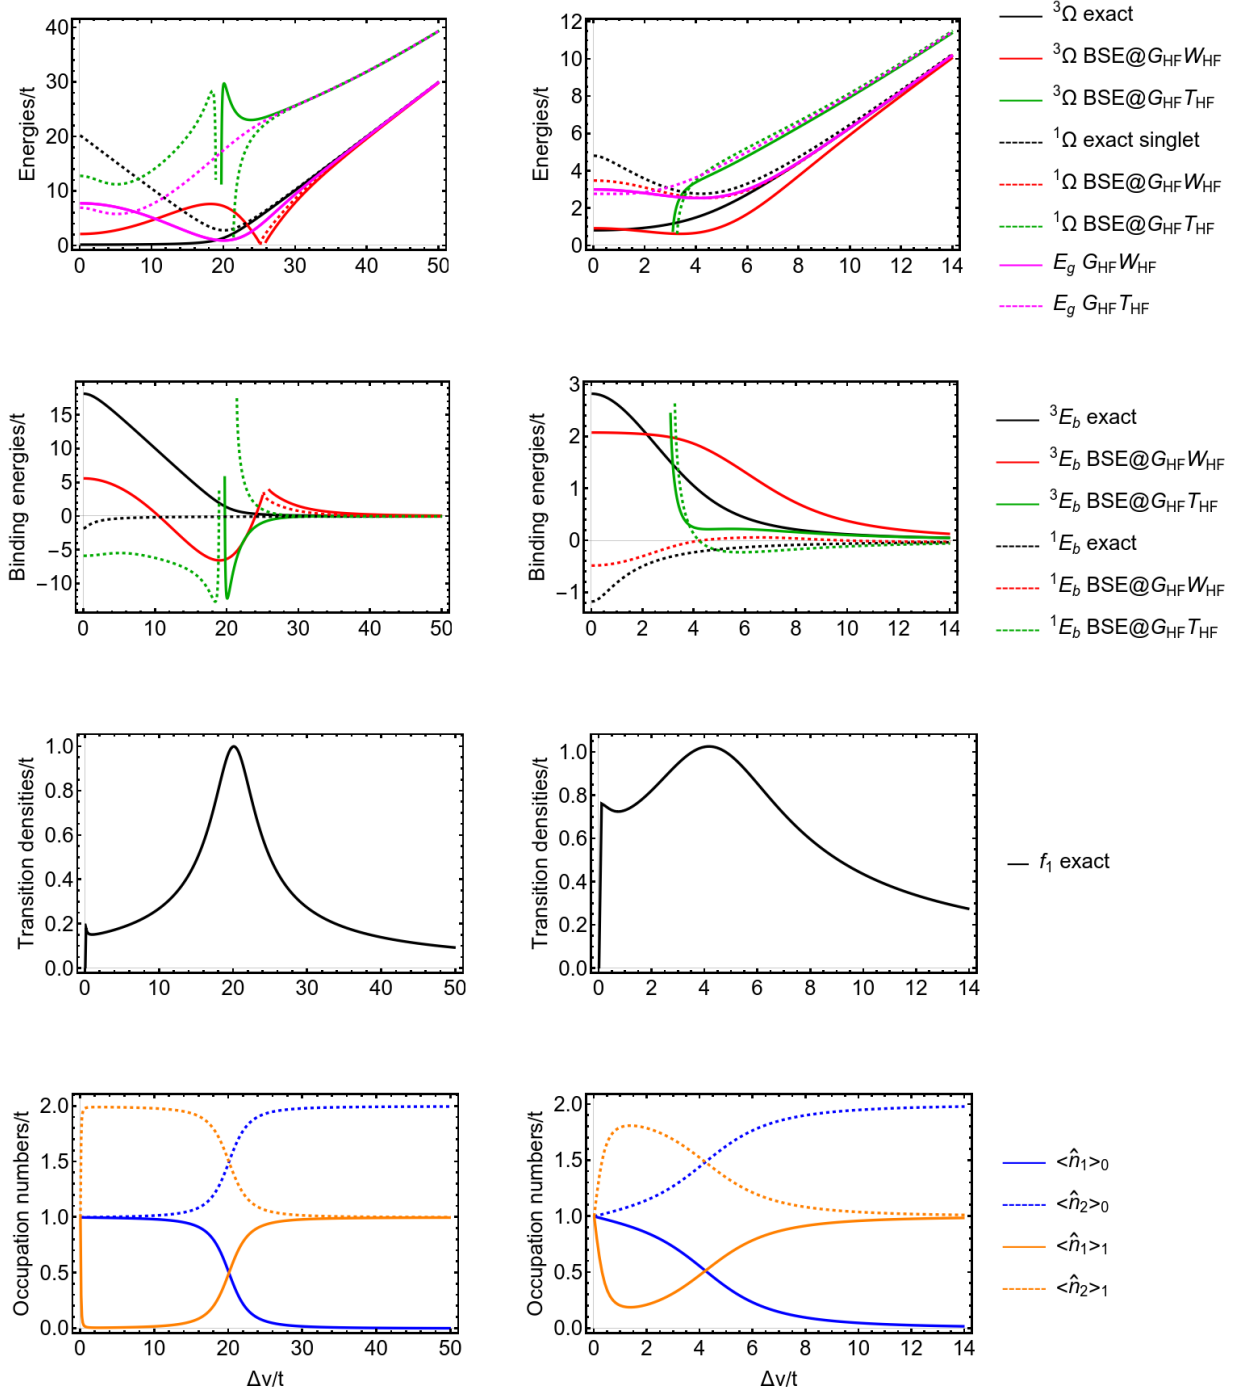 40
30
20
10
0
Energies/t
0 10 20 30 40 50
12
10
8
6
4
2
0
Energies/t
0 2 4 6 8 10 12 14
³Ω exact
³Ω BSE@G_HF W_HF
³Ω BSE@G_HF T_HF
¹Ω exact singlet
¹Ω BSE@G_HF W_HF
¹Ω BSE@G_HF T_HF
E_g G_HF W_HF
E_g G_HF T_HF
15
10
5
0
−5
−10
Binding energies/t
0 10 20 30 40 50
3
2
1
0
−1
Binding energies/t
0 2 4 6 8 10 12 14
³E_b exact
³E_b BSE@G_HF W_HF
³E_b BSE@G_HF T_HF
¹E_b exact
¹E_b BSE@G_HF W_HF
¹E_b BSE@G_HF T_HF
1.0
0.8
0.6
0.4
0.2
0.0
Transition densities/t
0 10 20 30 40 50
1.0
0.8
0.6
0.4
0.2
0.0
Transition densities/t
0 2 4 6 8 10 12 14
f₁ exact
2.0
1.5
1.0
0.5
0.0
Occupation numbers/t
0 10 20 30 40 50
Δv/t
2.0
1.5
1.0
0.5
0.0
Occupation numbers/t
0 2 4 6 8 10 12 14
Δv/t
<n̂₁>₀
<n̂₂>₀
<n̂₁>₁
<n̂₂>₁